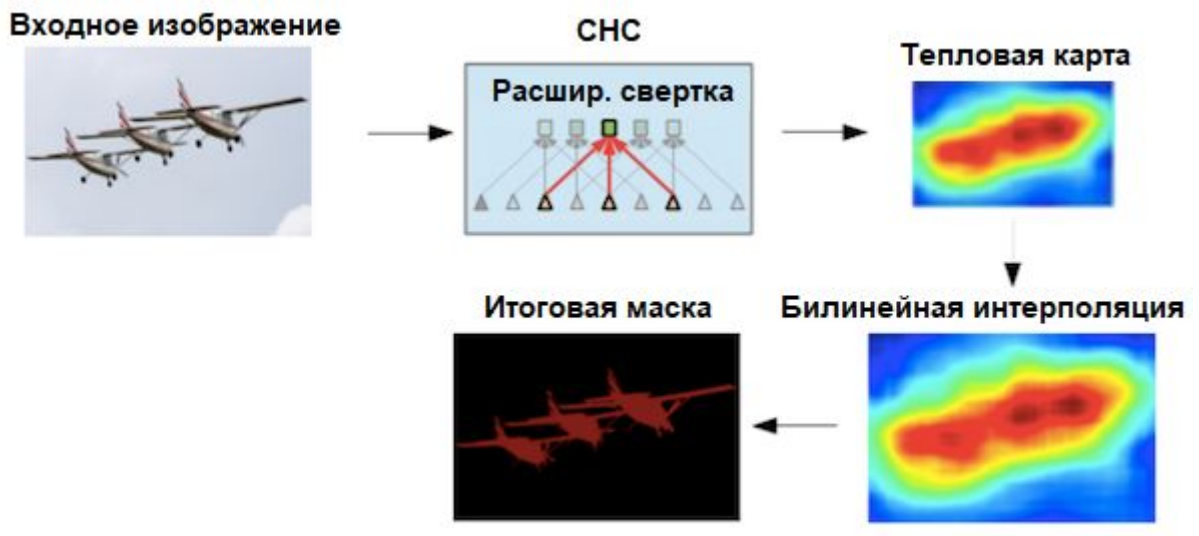 Входное изображение
СНС
Расшир. свертка
Тепловая карта
Итоговая маска
Билинейная интерполяция